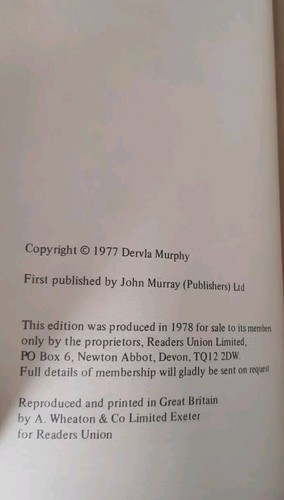 Copyright © 1977 Dervla Murphy
First published by John Murray (Publishers) Ltd
This edition was produced in 1978 for sale to its members
only by the proprietors, Readers Union Limited,
PO Box 6, Newton Abbot, Devon, TQ12 2DW.
Full details of membership will gladly be sent on request
Reproduced and printed in Great Britain
by A. Wheaton & Co Limited Exeter
for Readers Union